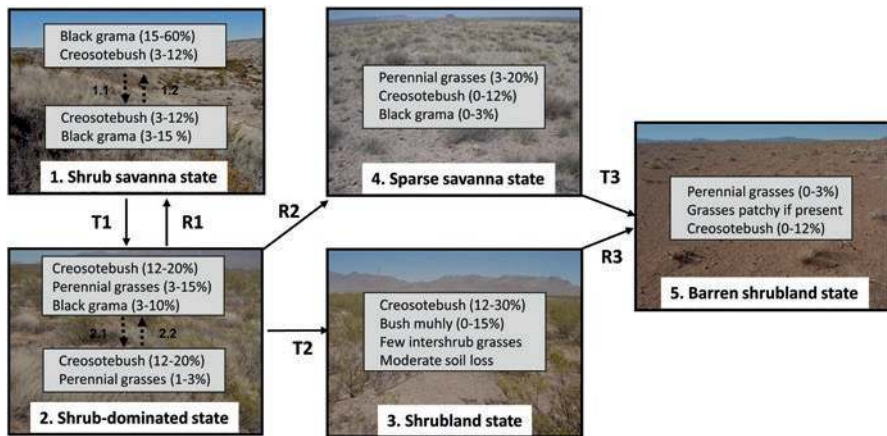 Black grama (15-60%)
Creosotebush (3-12%)
1.1 1.2
Creosotebush (3-12%)
Black grama (3-15 %)
1. Shrub savanna state
T1 R1
Creosotebush (12-20%)
Perennial grasses (3-15%)
Black grama (3-10%)
2.1 2.2
Creosotebush (12-20%)
Perennial grasses (1-3%)
2. Shrub-dominated state
R2
T2
Perennial grasses (3-20%)
Creosotebush (0-12%)
Black grama (0-3%)
4. Sparse savanna state
Creosotebush (12-30%)
Bush muhly (0-15%)
Few intershrub grasses
Moderate soil loss
3. Shrubland state
T3
R3
Perennial grasses (0-3%)
Grasses patchy if present
Creosotebush (0-12%)
5. Barren shrubland state